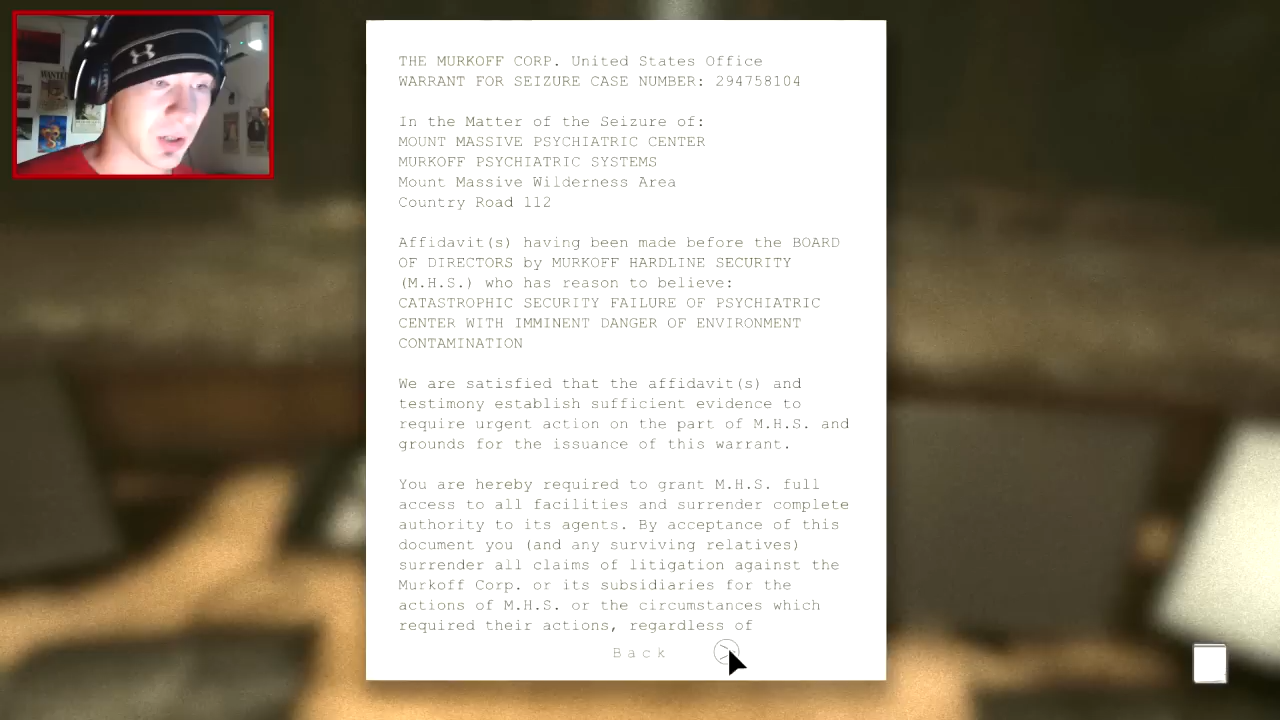 WANTED
THE MURKOFF CORP. United States Office
WARRANT FOR SEIZURE CASE NUMBER: 294758104
In the Matter of the Seizure of:
MOUNT MASSIVE PSYCHIATRIC CENTER
MURKOFF PSYCHIATRIC SYSTEMS
Mount Massive Wilderness Area
Country Road 112
Affidavit(s) having been made before the BOARD
OF DIRECTORS by MURKOFF HARDLINE SECURITY
(M.H.S.) who has reason to believe:
CATASTROPHIC SECURITY FAILURE OF PSYCHIATRIC
CENTER WITH IMMINENT DANGER OF ENVIRONMENT
CONTAMINATION
We are satisfied that the affidavit(s) and
testimony establish sufficient evidence to
require urgent action on the part of M.H.S. and
grounds for the issuance of this warrant.
You are hereby required to grant M.H.S. full
access to all facilities and surrender complete
authority to its agents. By acceptance of this
document you (and any surviving relatives)
surrender all claims of litigation against the
Murkoff Corp. or its subsidiaries for the
actions of M.H.S. or the circumstances which
required their actions, regardless of
Back